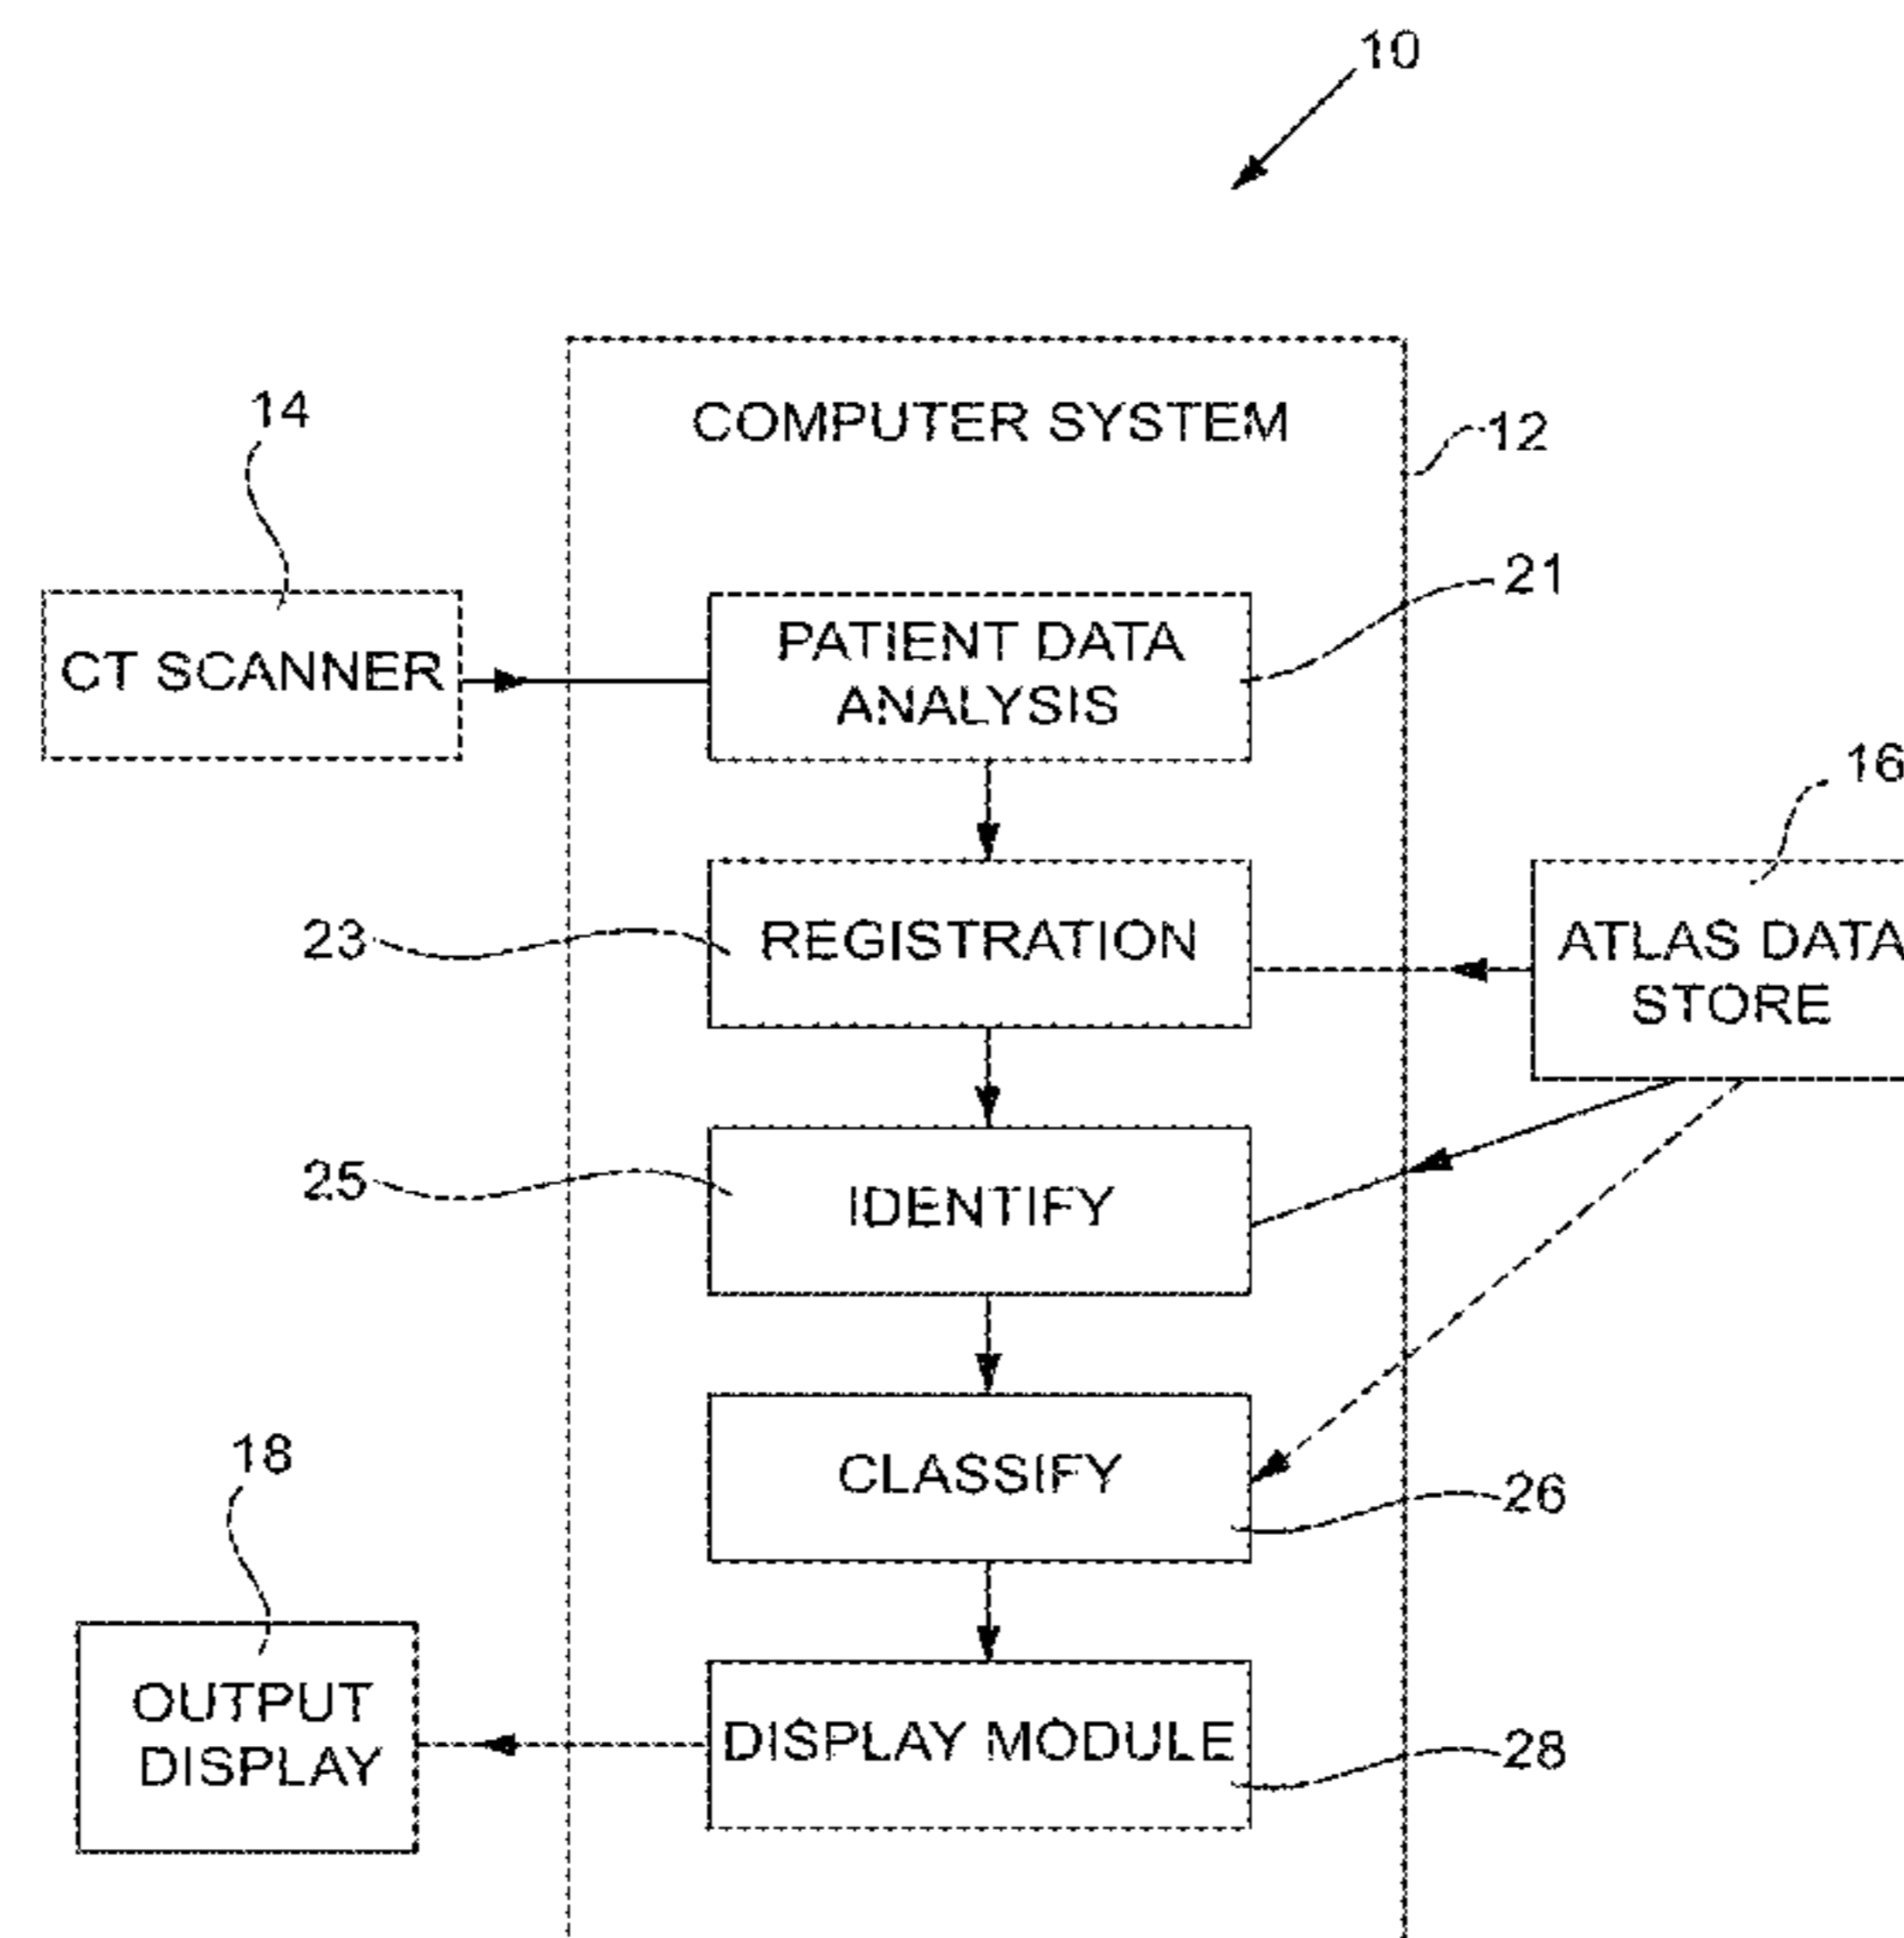 10
COMPUTER SYSTEM
12
14
CT SCANNER
PATIENT DATA
ANALYSIS
21
16
23
REGISTRATION
ATLAS DATA
STORE
25
IDENTIFY
CLASSIFY
26
18
OUTPUT
DISPLAY
DISPLAY MODULE
28